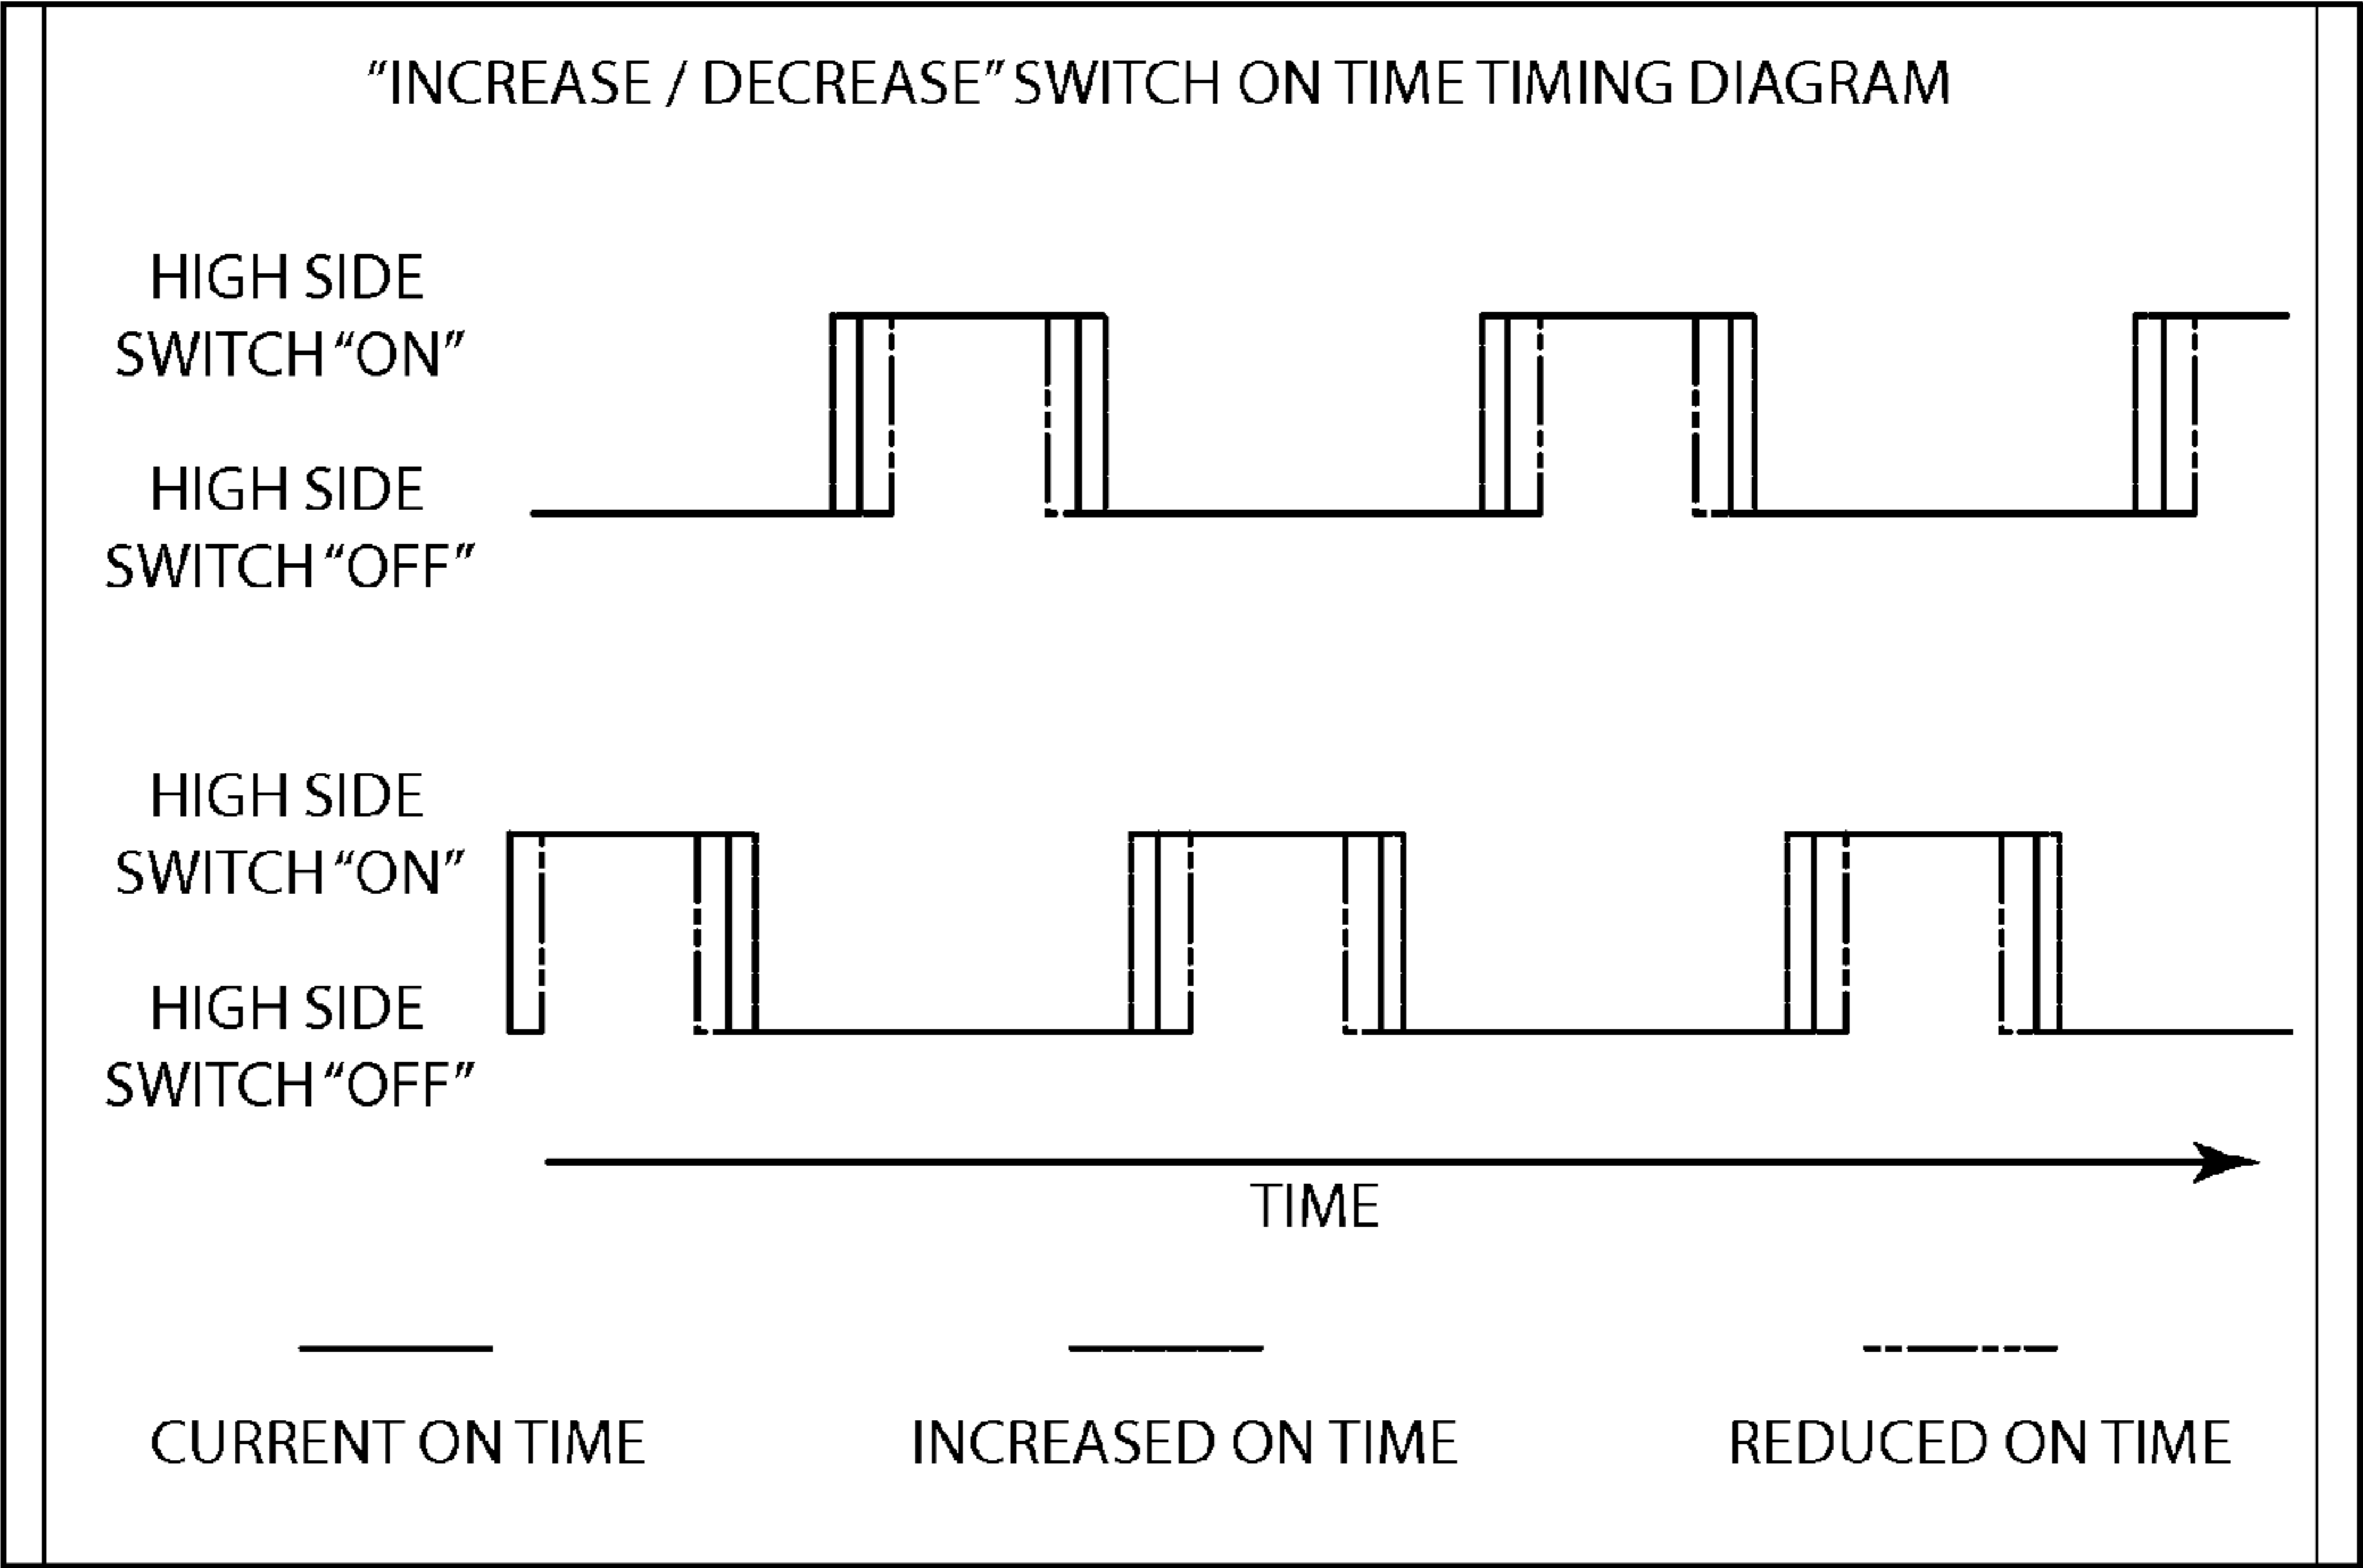 "INCREASE / DECREASE" SWITCH ON TIME TIMING DIAGRAM
HIGH SIDE
SWITCH "ON"
HIGH SIDE
SWITCH "OFF"
HIGH SIDE
SWITCH "ON"
HIGH SIDE
SWITCH "OFF"
TIME
CURRENT ON TIME
INCREASED ON TIME
REDUCED ON TIME